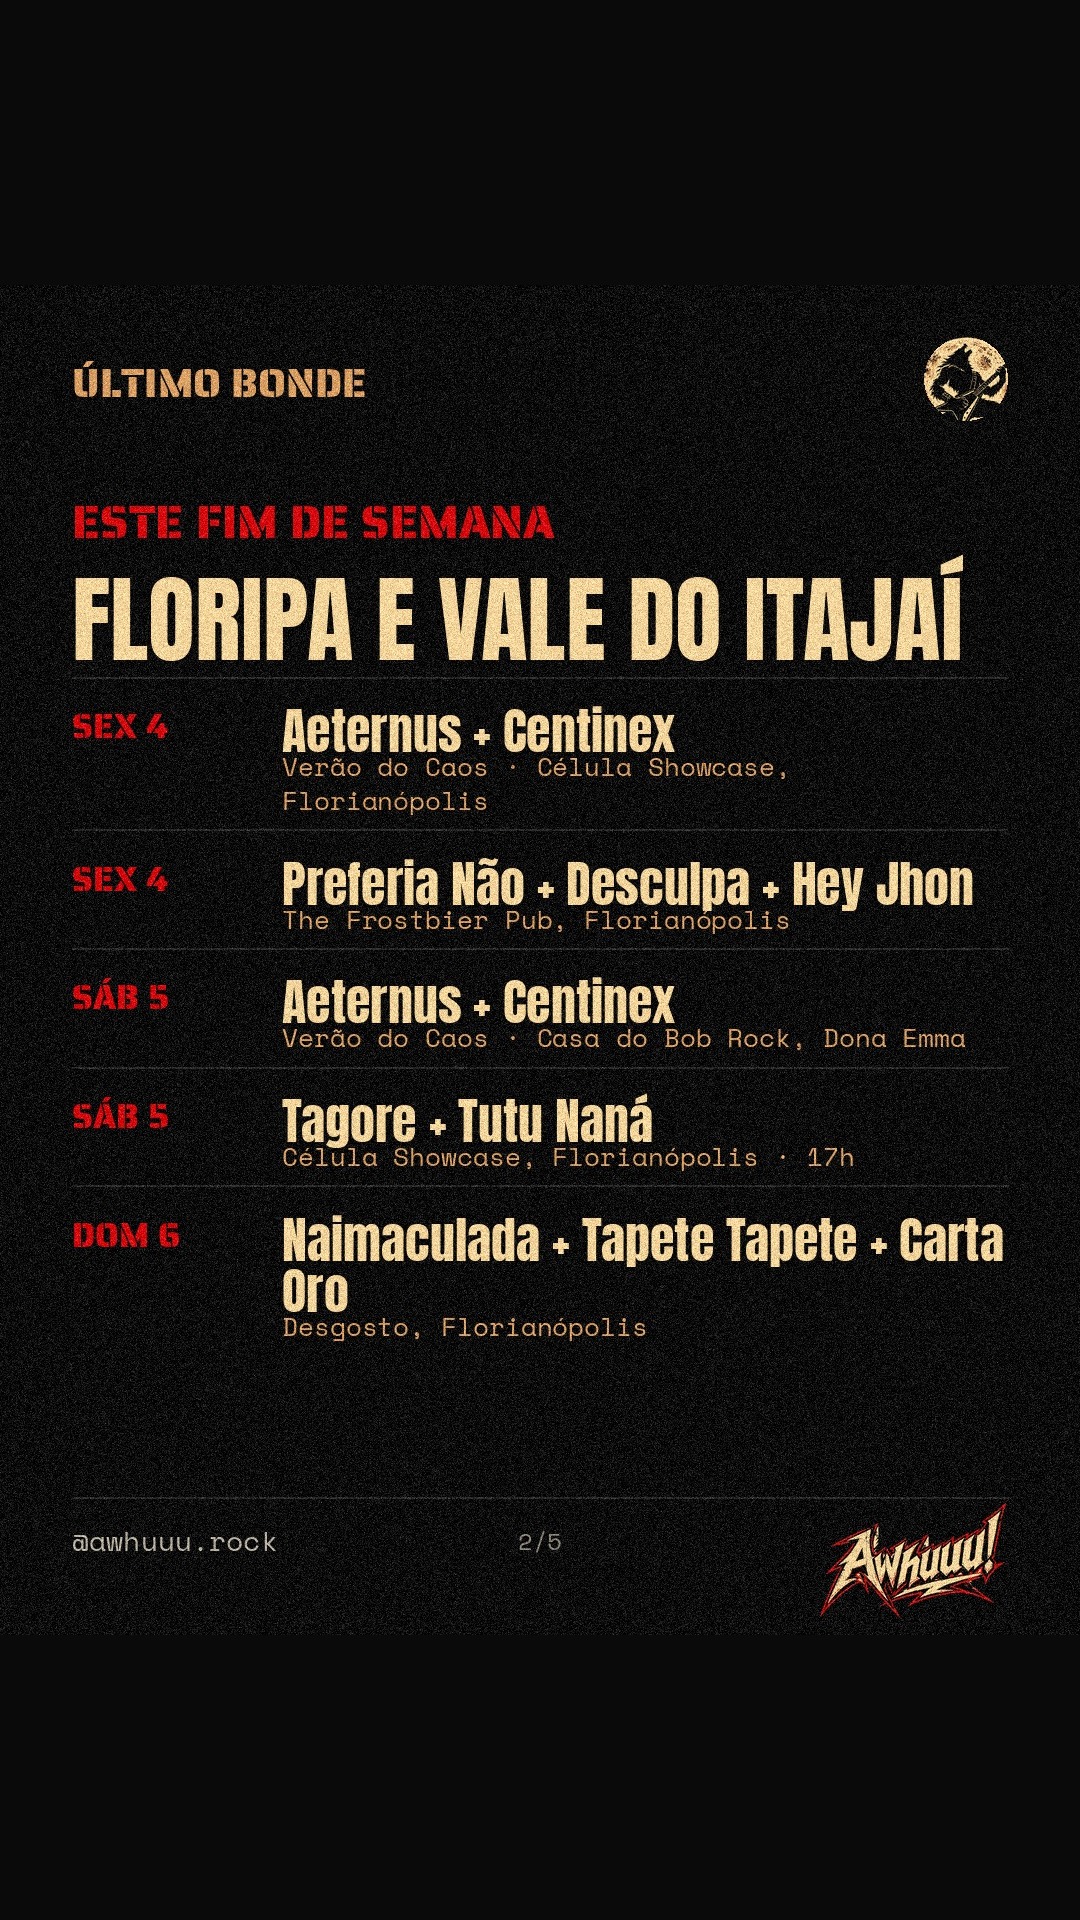 ÚLTIMO BONDE
ESTE FIM DE SEMANA
FLORIPA E VALE DO ITAJAÍ
SEX 4
Aeternus + Centinex
Verão do Caos · Célula Showcase,
Florianópolis
SEX 4
Preferia Não + Desculpa + Hey Jhon
The Frostbier Pub, Florianópolis
SÁB 5
Aeternus + Centinex
Verão do Caos · Casa do Bob Rock, Dona Emma
SÁB 5
Tagore + Tutu Naná
Célula Showcase, Florianópolis · 17h
DOM 6
Naimaculada + Tapete Tapete + Carta
Oro
Desgosto, Florianópolis
@awhuuu.rock
2/5
Awhuuu!